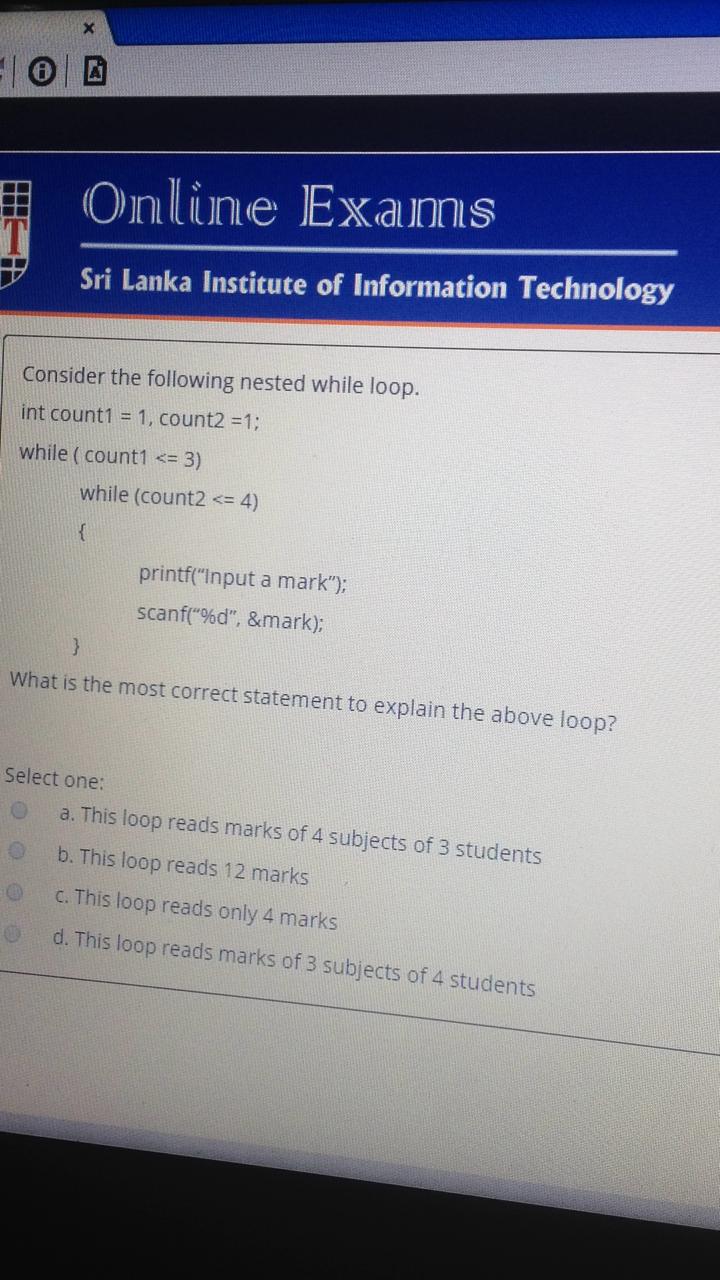 T
Online Exams
Sri Lanka Institute of Information Technology
Consider the following nested while loop.
int count1 = 1, count2 =1;
while ( count1 <= 3)
while (count2 <= 4)
{
printf("Input a mark");
scanf("%d", &mark);
}
What is the most correct statement to explain the above loop?
Select one:
a. This loop reads marks of 4 subjects of 3 students
b. This loop reads 12 marks
c. This loop reads only 4 marks
d. This loop reads marks of 3 subjects of 4 students